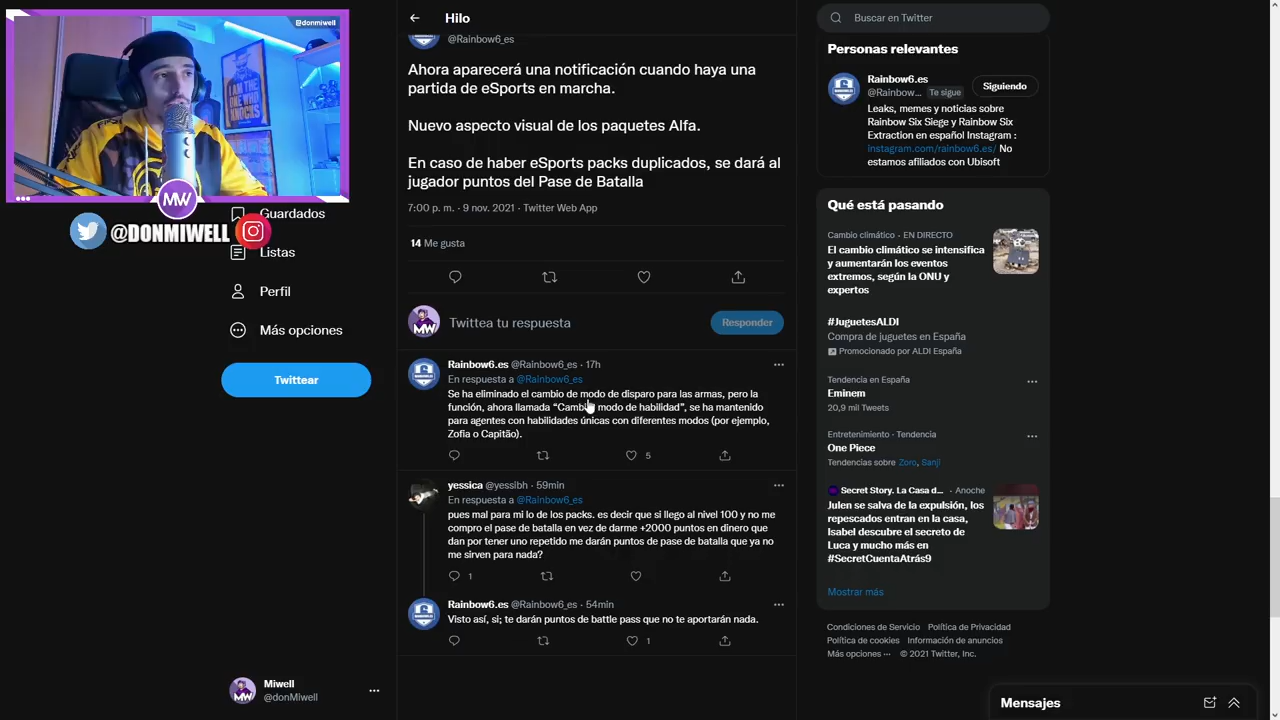 @donmiwell
I AM THE
ONE WHO
KNOCKS
MW
@DONMIWELL
Guardados
Listas
Perfil
Más opciones
Twittear
Miwell
@donMiwell
Hilo
@Rainbow6_es
Ahora aparecerá una notificación cuando haya una
partida de eSports en marcha.
Nuevo aspecto visual de los paquetes Alfa.
En caso de haber eSports packs duplicados, se dará al
jugador puntos del Pase de Batalla
7:00 p. m. · 9 nov. 2021 · Twitter Web App
14 Me gusta
MW
Twittea tu respuesta
Responder
Rainbow6.es @Rainbow6_es · 17h
En respuesta a @Rainbow6_es
Se ha eliminado el cambio de modo de disparo para las armas, pero la
función, ahora llamada “Cambio modo de habilidad”, se ha mantenido
para agentes con habilidades únicas con diferentes modos (por ejemplo,
Zofia o Capitão).
5
yessica @yessibh · 59min
En respuesta a @Rainbow6_es
pues mal para mi lo de los packs. es decir que si llego al nivel 100 y no me
compro el pase de batalla en vez de darme +2000 puntos en dinero que
dan por tener uno repetido me darán puntos de pase de batalla que ya no
me sirven para nada?
1
Rainbow6.es @Rainbow6_es · 54min
Visto así, si; te darán puntos de battle pass que no te aportarán nada.
1
Buscar en Twitter
Personas relevantes
Rainbow6.es
@Rainbow... Te sigue
Siguiendo
Leaks, memes y noticias sobre
Rainbow Six Siege y Rainbow Six
Extraction en español Instagram :
instagram.com/rainbow6.es/ No
estamos afiliados con Ubisoft
Qué está pasando
Cambio climático · EN DIRECTO
El cambio climático se intensifica
y aumentarán los eventos
extremos, según la ONU y
expertos
#JuguetesALDI
Compra de juguetes en España
Promocionado por ALDI España
Tendencia en España
Eminem
20,9 mil Tweets
Entretenimiento · Tendencia
One Piece
Tendencias sobre Zoro, Sanji
Secret Story. La Casa d... · Anoche
Julen se salva de la expulsión, los
repescados entran en la casa,
Isabel descubre el secreto de
Luca y mucho más en
#SecretCuentaAtrás9
Mostrar más
Condiciones de Servicio Política de Privacidad
Política de cookies Información de anuncios
Más opciones ··· © 2021 Twitter, Inc.
Mensajes